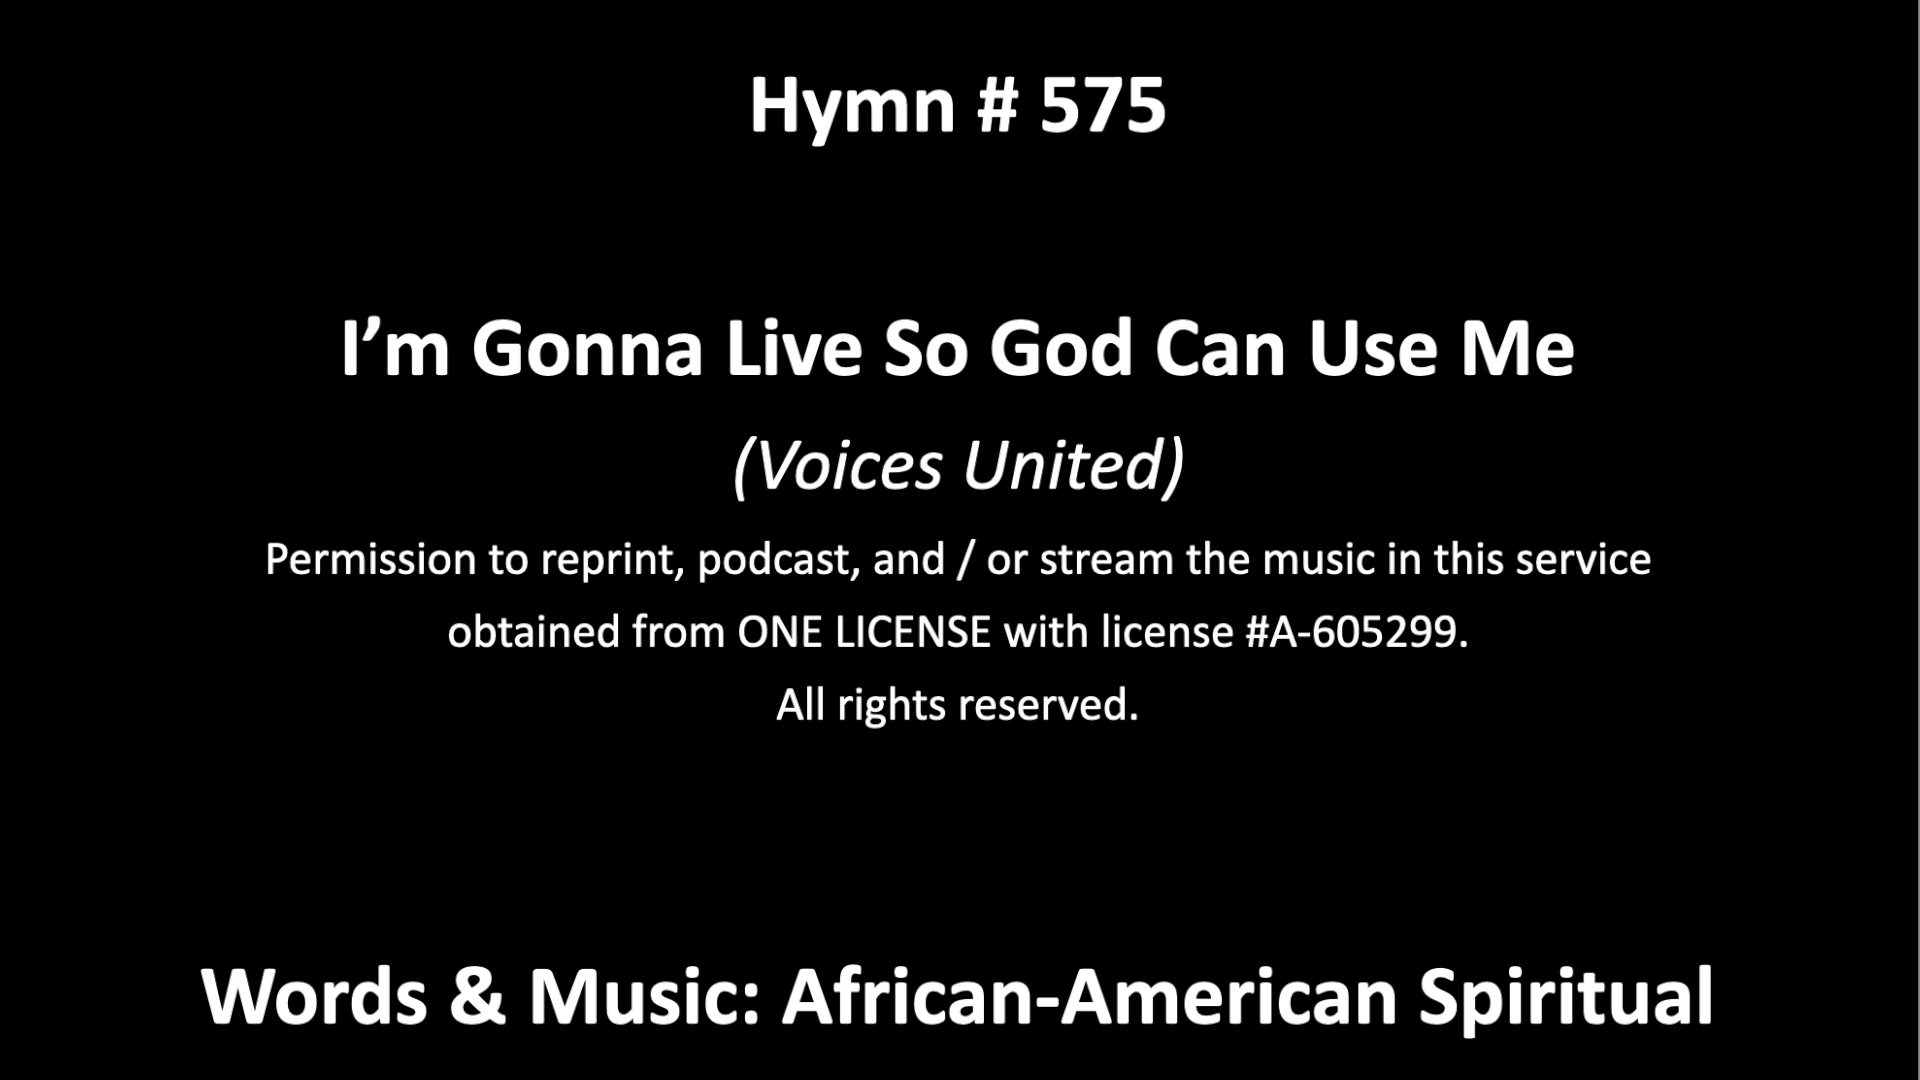 Hymn # 575
I’m Gonna Live So God Can Use Me
(Voices United)
Permission to reprint, podcast, and / or stream the music in this service
obtained from ONE LICENSE with license #A-605299.
All rights reserved.
Words & Music: African-American Spiritual